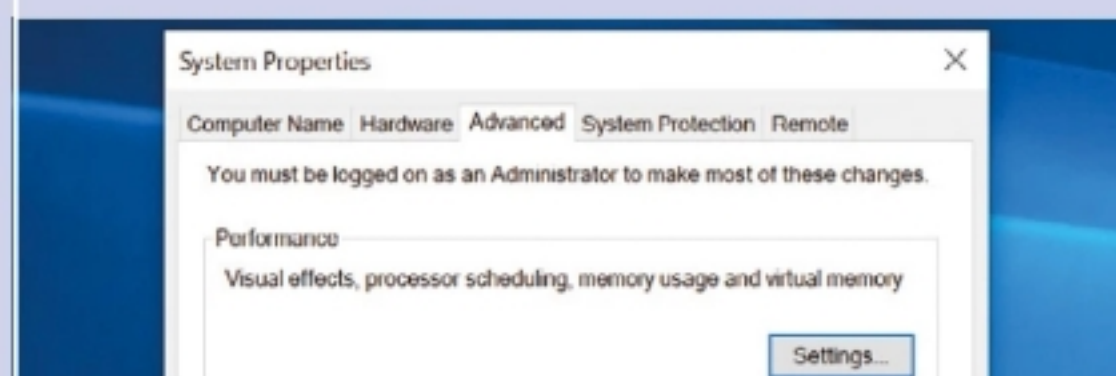 System Properties
Computer Name Hardware Advanced System Protection Remote
You must be logged on as an Administrator to make most of these changes.
Performance
Visual effects, processor scheduling, memory usage and virtual memory
Settings...